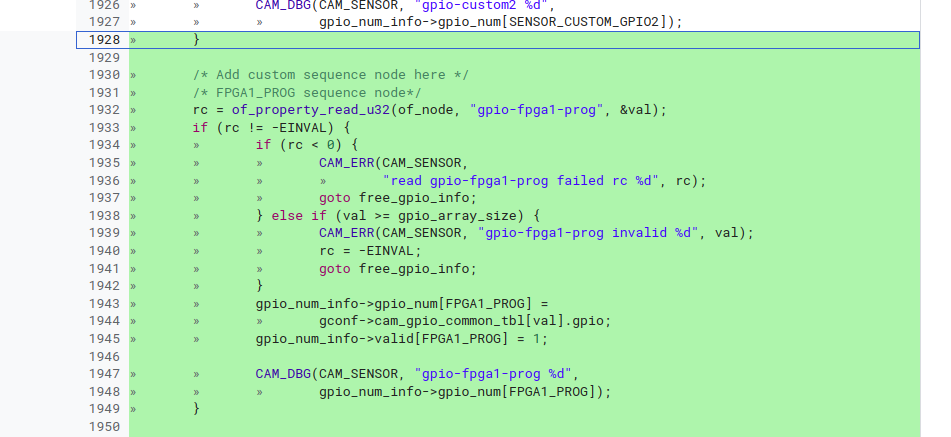 1926 » » CAM_DBG(CAM_SENSOR, "gpio-custom2 %d",
1927 » » » gpio_num_info->gpio_num[SENSOR_CUSTOM_GPIO2]);
1928 » }
1929
1930 » /* Add custom sequence node here */
1931 » /* FPGA1_PROG sequence node*/
1932 » rc = of_property_read_u32(of_node, "gpio-fpga1-prog", &val);
1933 » if (rc != -EINVAL) {
1934 » » if (rc < 0) {
1935 » » » CAM_ERR(CAM_SENSOR,
1936 » » » » "read gpio-fpga1-prog failed rc %d", rc);
1937 » » » goto free_gpio_info;
1938 » » } else if (val >= gpio_array_size) {
1939 » » » CAM_ERR(CAM_SENSOR, "gpio-fpga1-prog invalid %d", val);
1940 » » » rc = -EINVAL;
1941 » » » goto free_gpio_info;
1942 » » }
1943 » » gpio_num_info->gpio_num[FPGA1_PROG] =
1944 » » » gconf->cam_gpio_common_tbl[val].gpio;
1945 » » gpio_num_info->valid[FPGA1_PROG] = 1;
1946
1947 » » CAM_DBG(CAM_SENSOR, "gpio-fpga1-prog %d",
1948 » » » gpio_num_info->gpio_num[FPGA1_PROG]);
1949 » }
1950